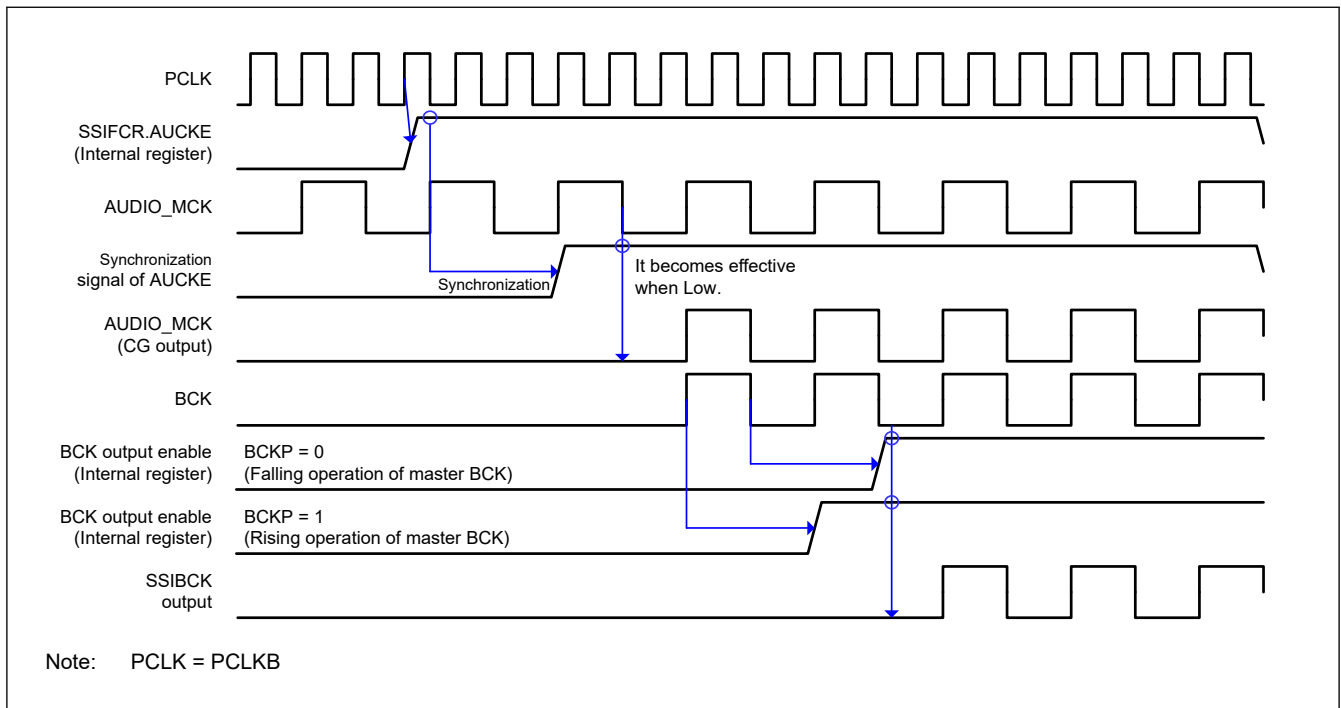 PCLK
SSIFCR.AUCKE
(Internal register)
AUDIO_MCK
Synchronization
signal of AUCKE
Synchronization
It becomes effective
when Low.
AUDIO_MCK
(CG output)
BCK
BCK output enable
(Internal register)
BCKP = 0
(Falling operation of master BCK)
BCK output enable
(Internal register)
BCKP = 1
(Rising operation of master BCK)
SSIBCK
output
Note: PCLK = PCLKB